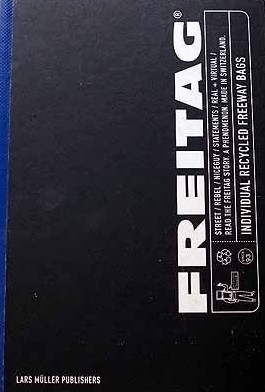 FREITAG®
STREET / REBEL / NICEGUY / STATEMENTS / REAL + VIRTUAL /
READ THE FREITAG STORY. A PHENOMENON. MADE IN SWITZERLAND.
INDIVIDUAL RECYCLED FREEWAY BAGS
LARS MÜLLER PUBLISHERS